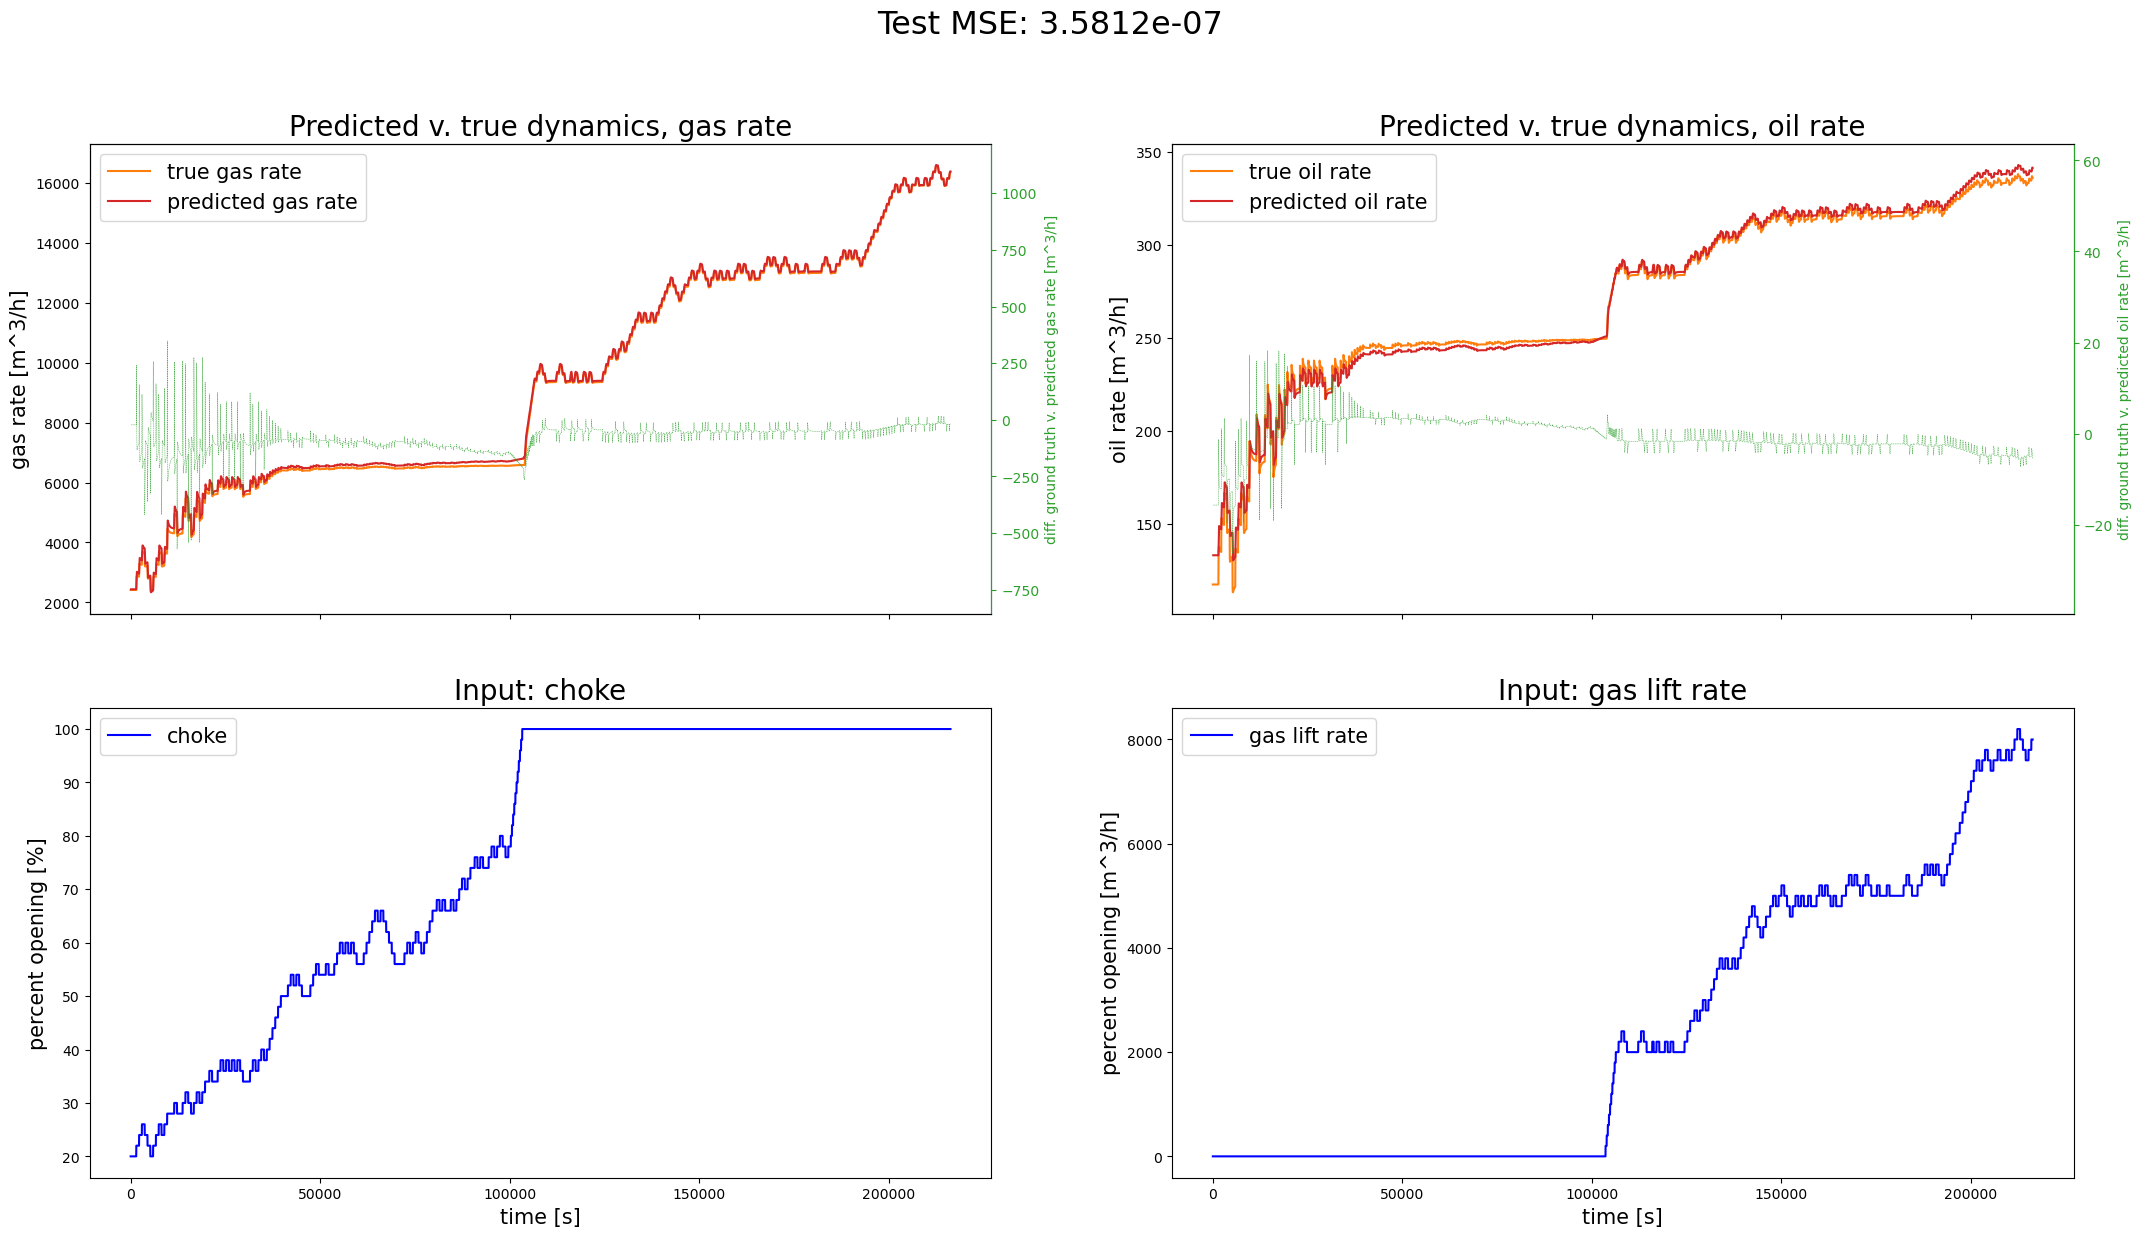 Test MSE: 3.5812e-07
Predicted v. true dynamics, gas rate
true gas rate
predicted gas rate
gas rate [m^3/h]
16000
14000
12000
10000
8000
6000
4000
2000
1000
750
500
250
0
−250
−500
−750
diff. ground truth v. predicted gas rate [m^3/h]
Predicted v. true dynamics, oil rate
true oil rate
predicted oil rate
oil rate [m^3/h]
350
300
250
200
150
60
40
20
0
−20
diff. ground truth v. predicted oil rate [m^3/h]
Input: choke
choke
percent opening [%]
100
90
80
70
60
50
40
30
20
0 50000 100000 150000 200000
time [s]
Input: gas lift rate
gas lift rate
percent opening [m^3/h]
8000
6000
4000
2000
0
0 50000 100000 150000 200000
time [s]